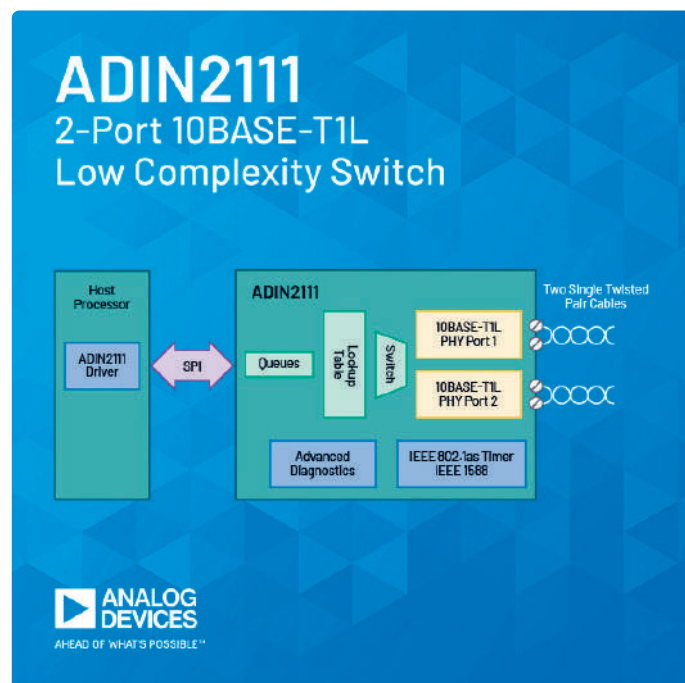 ADIN2111
2-Port 10BASE-T1L
Low Complexity Switch
Host
Processor
ADIN2111
Driver
SPI
ADIN2111
Queues
Lookup
Table
Switch
10BASE-T1L
PHY Port 1
10BASE-T1L
PHY Port 2
Advanced
Diagnostics
IEEE 802-1as Timer
IEEE 1588
Two Single Twisted
Pair Cables
ANALOG
DEVICES
AHEAD OF WHAT'S POSSIBLE™